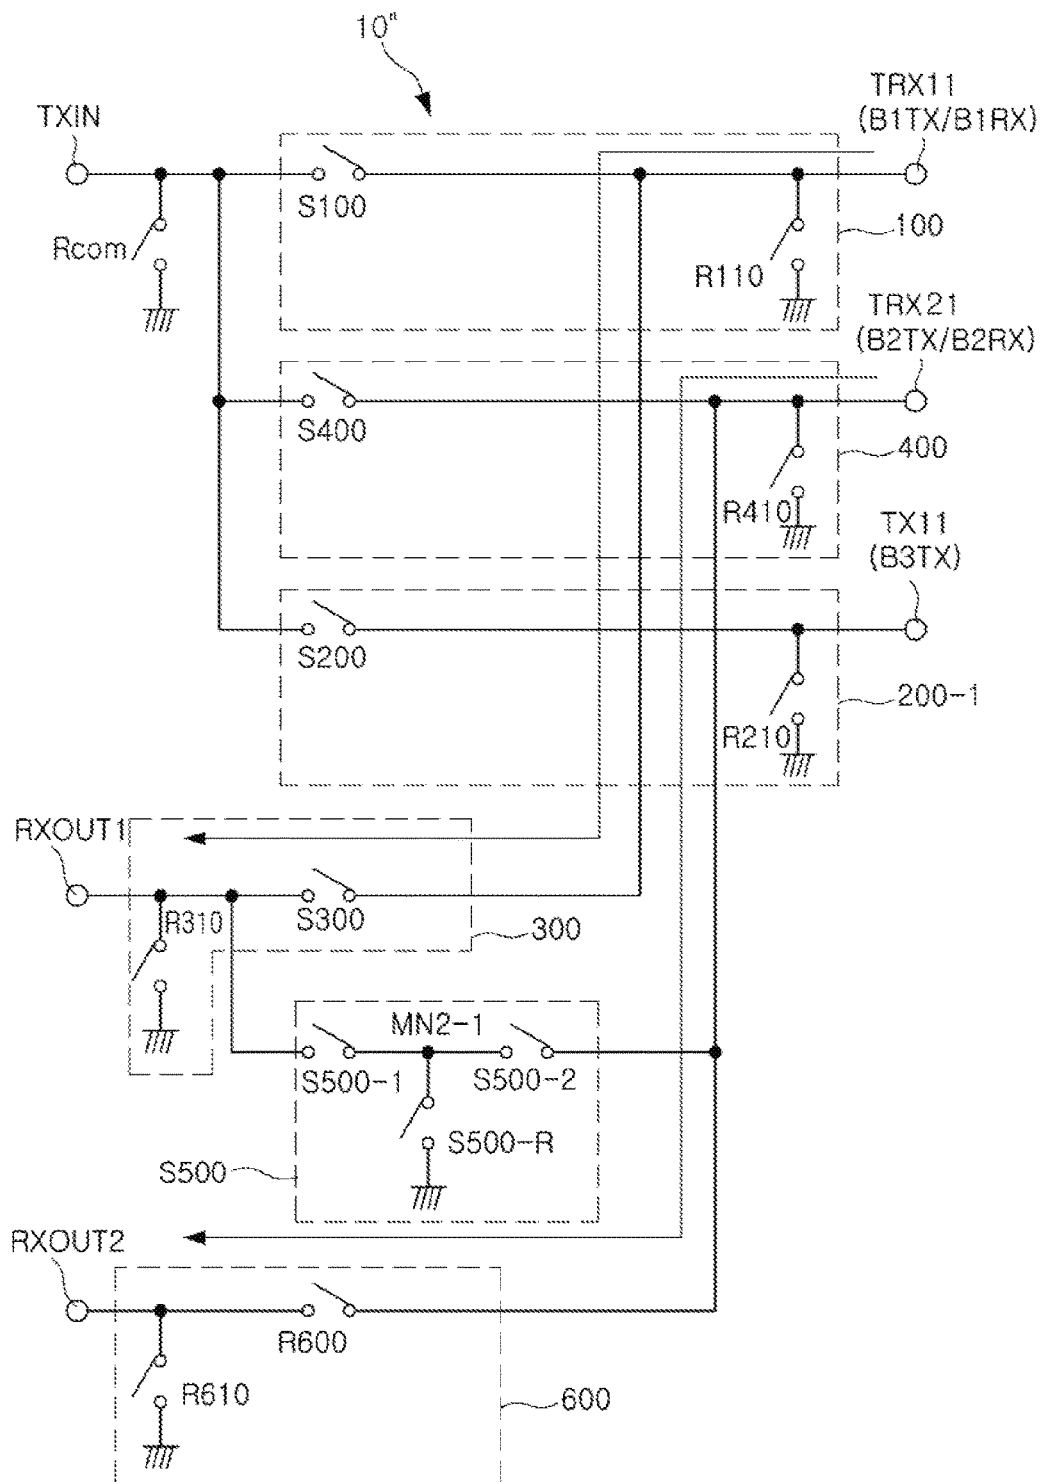 10"
TXIN
TRX11
(B1TX/B1RX)
S100
100
Rcom
R110
TRX21
(B2TX/B2RX)
S400
400
R410
TX11
(B3TX)
S200
200-1
R210
RXOUT1
R310
S300
300
MN2-1
S500-1
S500-2
S500-R
S500
RXOUT2
R600
R610
600